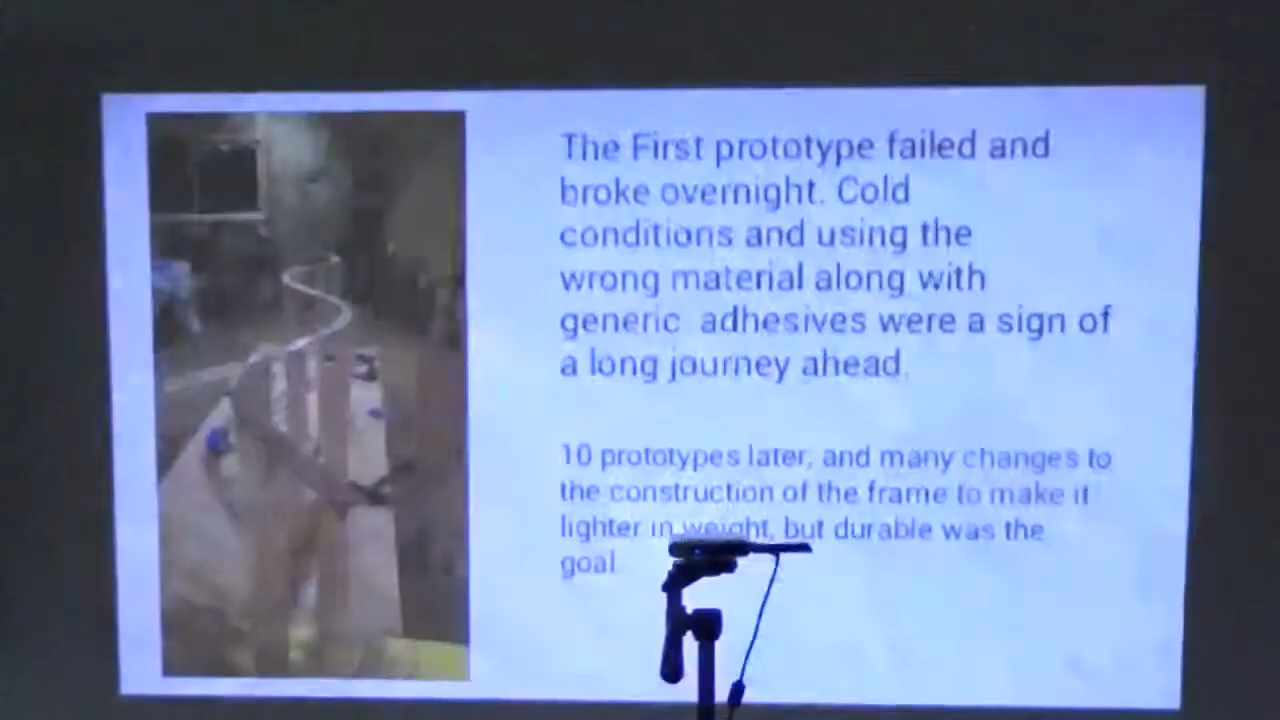 The First prototype failed and
broke overnight. Cold
conditions and using the
wrong material along with
generic adhesives were a sign of
a long journey ahead.
10 prototypes later, and many changes to
the construction of the frame to make it
lighter in weight, but durable was the
goal.